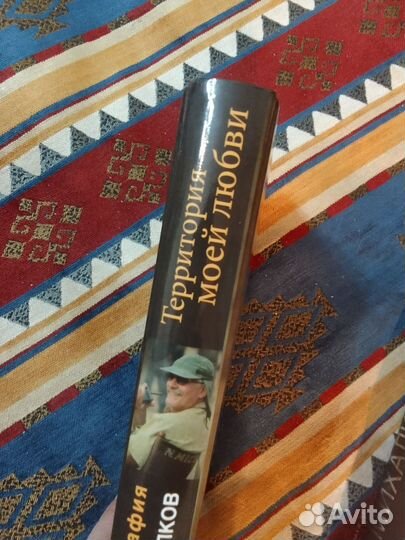 Территория
моей любви
афия
ЛКОВ
Avito